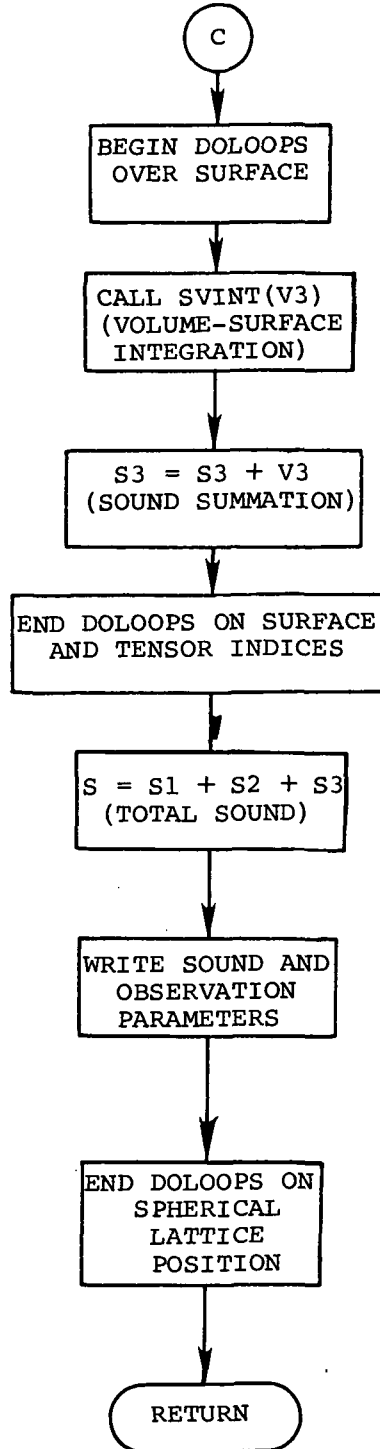 C
BEGIN DOLOOPS
OVER SURFACE
CALL SVINT(V3)
(VOLUME-SURFACE
INTEGRATION)
S3 = S3 + V3
(SOUND SUMMATION)
END DOLOOPS ON SURFACE
AND TENSOR INDICES
S = S1 + S2 + S3
(TOTAL SOUND)
WRITE SOUND AND
OBSERVATION
PARAMETERS
END DOLOOPS ON
SPHERICAL
LATTICE
POSITION
RETURN